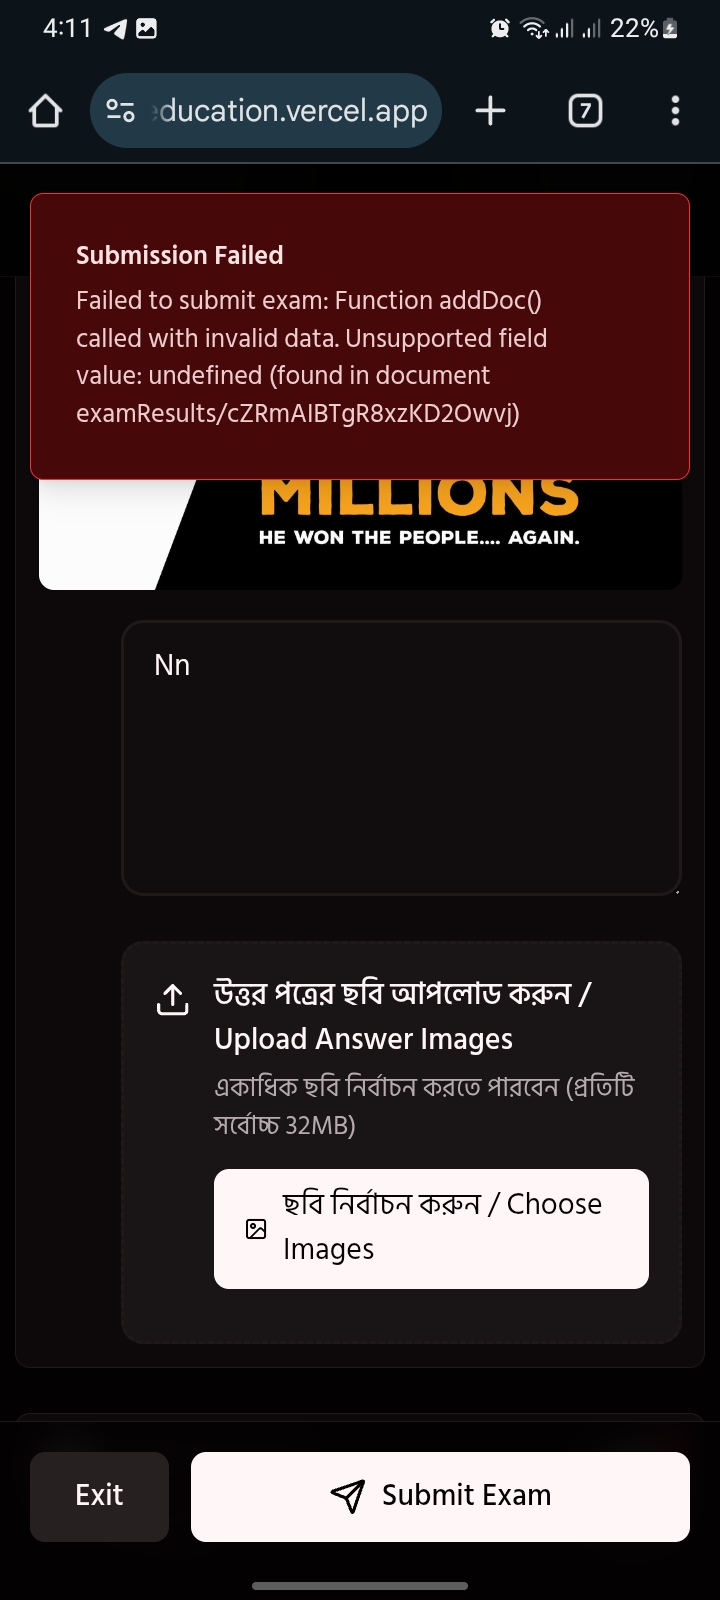 4:11 22%
ducation.vercel.app 7
Submission Failed
Failed to submit exam: Function addDoc()
called with invalid data. Unsupported field
value: undefined (found in document
examResults/cZRmAIBTgR8xzKD2Owvj)
MILLIONS
HE WON THE PEOPLE.... AGAIN.
Nn
উত্তর পত্রের ছবি আপলোড করুন /
Upload Answer Images
একাধিক ছবি নির্বাচন করতে পারবেন (প্রতিটি
সর্বোচ্চ 32MB)
ছবি নির্বাচন করুন / Choose
Images
Exit Submit Exam